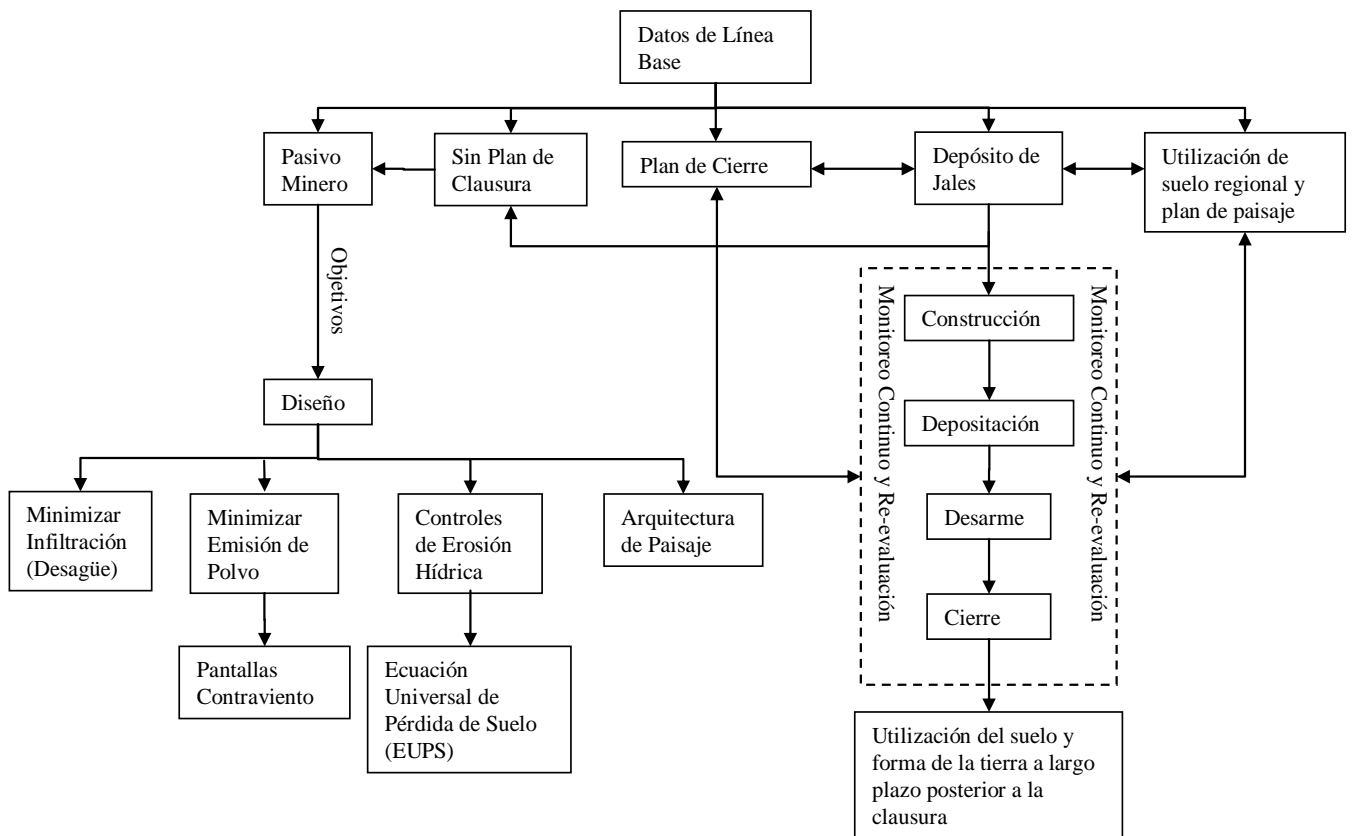 Datos de Línea
Base
Pasivo
Minero
Sin Plan de
Clausura
Plan de Cierre
Depósito de
Jales
Utilización de
suelo regional y
plan de paisaje
Objetivos
Monitoreo Continuo y Re-evaluación
Monitoreo Continuo y Re-evaluación
Construcción
Depositación
Desarme
Cierre
Diseño
Minimizar
Infiltración
(Desagüe)
Minimizar
Emisión de
Polvo
Controles
de Erosión
Hídrica
Arquitectura
de Paisaje
Pantallas
Contraviento
Ecuación
Universal de
Pérdida de Suelo
(EUPS)
Utilización del suelo y
forma de la tierra a largo
plazo posterior a la
clausura